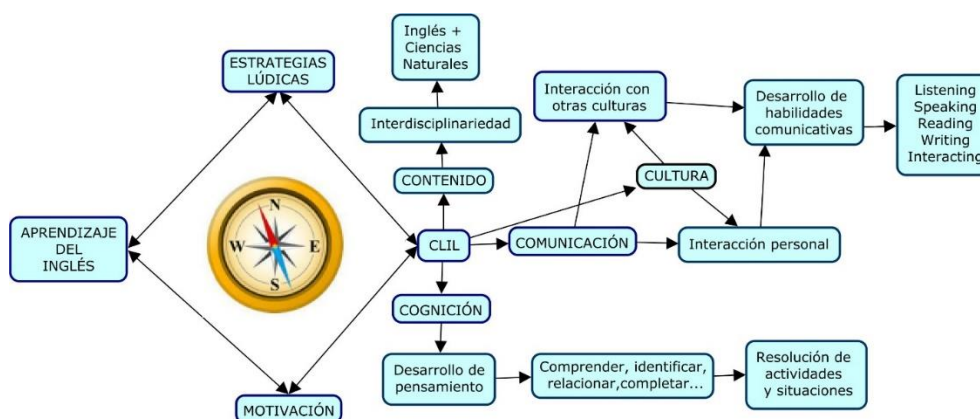 ESTRATEGIAS
LÚDICAS
APRENDIZAJE
DEL
INGLÉS
N
W
E
S
MOTIVACIÓN
Inglés +
Ciencias
Naturales
Interdisciplinariedad
CONTENIDO
CLIL
COGNICIÓN
Desarrollo de
pensamiento
Comprender, identificar,
relacionar,completar...
Resolución de
actividades
y situaciones
COMUNICACIÓN
Interacción con
otras culturas
CULTURA
Interacción personal
Desarrollo de
habilidades
comunicativas
Listening
Speaking
Reading
Writing
Interacting